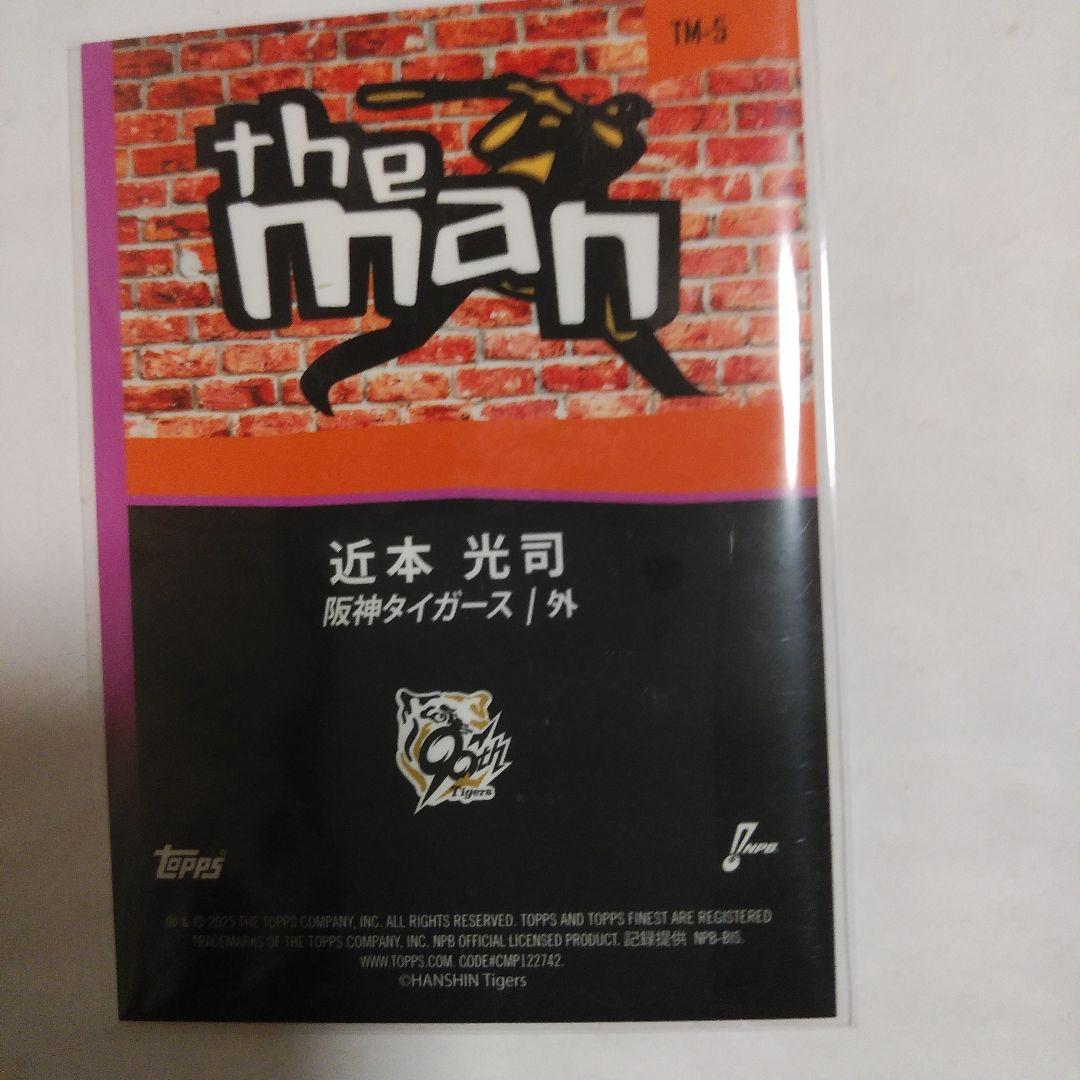 TM-5
the
man
近本 光司
阪神タイガース / 外
90th
Tigers
topps
NPB
® & © 2025 THE TOPPS COMPANY, INC. ALL RIGHTS RESERVED. TOPPS AND TOPPS FINEST ARE REGISTERED
TRADEMARKS OF THE TOPPS COMPANY, INC. NPB OFFICIAL LICENSED PRODUCT. 記録提供 NPB-BIS.
WWW.TOPPS.COM. CODE#CMP122742.
©HANSHIN Tigers